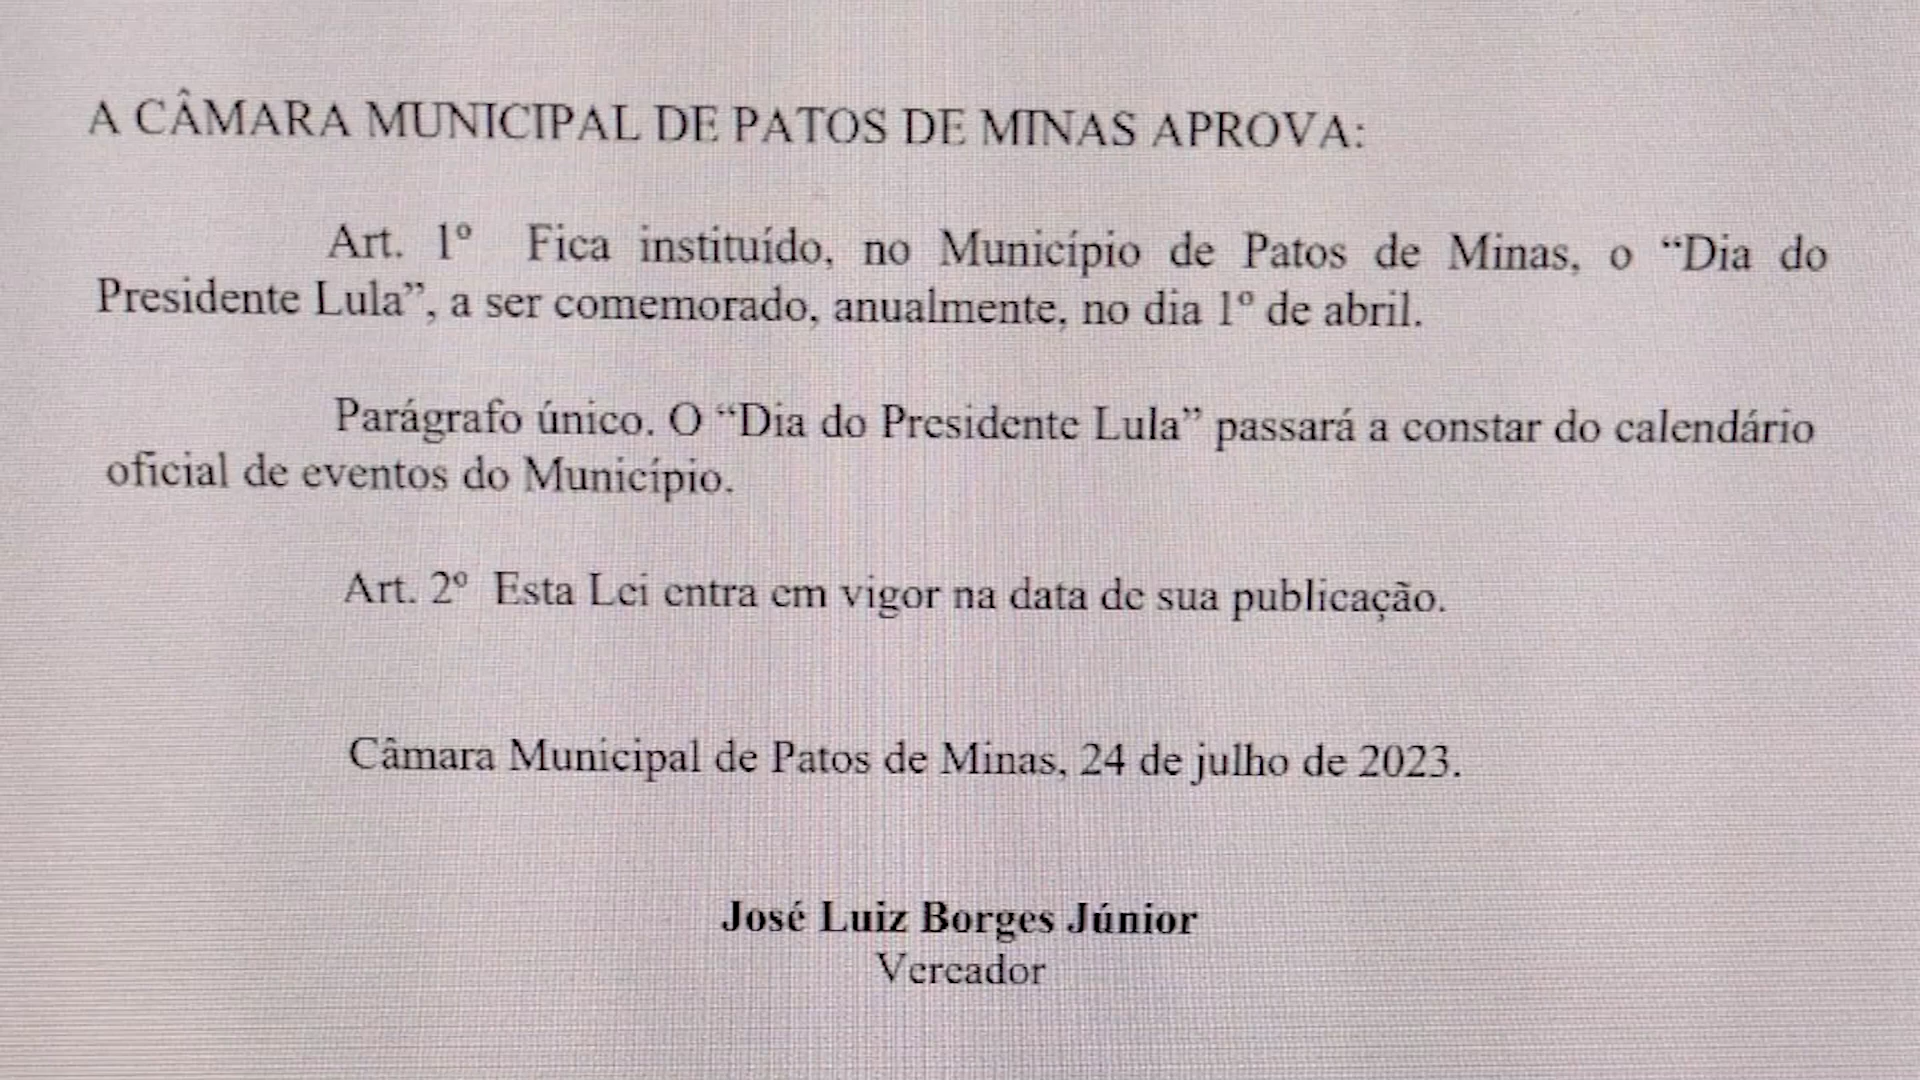 A CÂMARA MUNICIPAL DE PATOS DE MINAS APROVA:
Art. 1º Fica instituído, no Município de Patos de Minas, o “Dia do
Presidente Lula”, a ser comemorado, anualmente, no dia 1º de abril.
Parágrafo único. O “Dia do Presidente Lula” passará a constar do calendário
oficial de eventos do Município.
Art. 2º Esta Lei entra em vigor na data de sua publicação.
Câmara Municipal de Patos de Minas, 24 de julho de 2023.
José Luiz Borges Júnior
Vereador